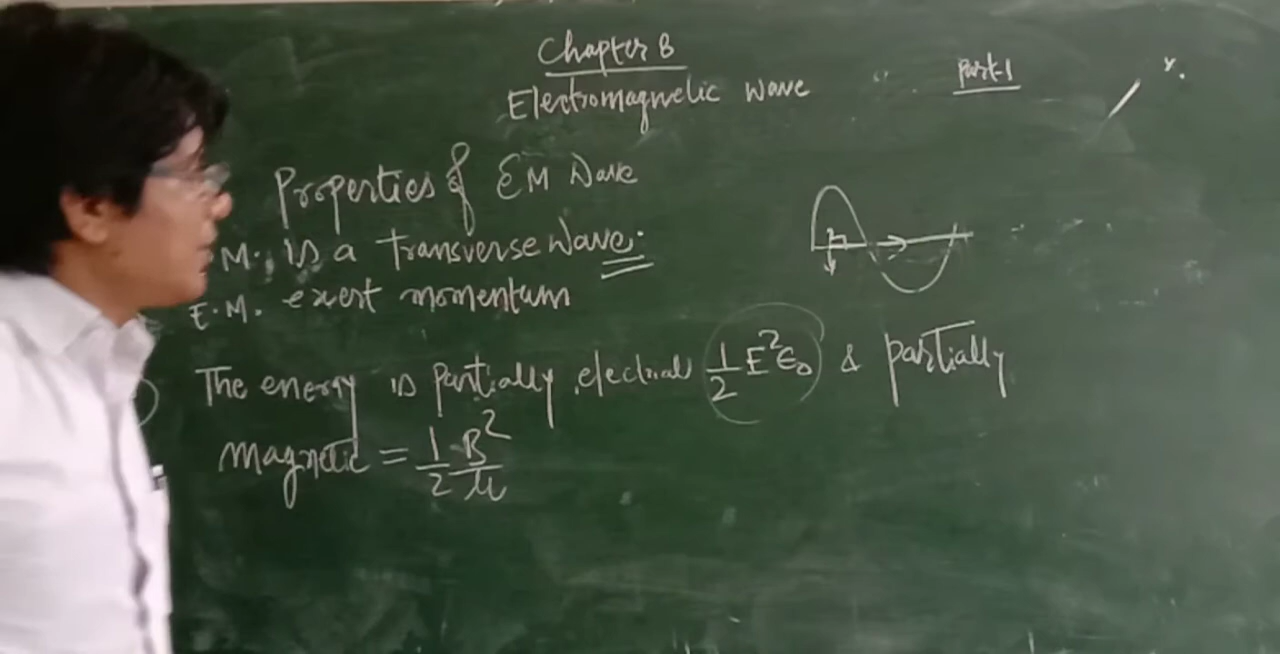 Chapter 8
Electromagnetic wave
Part-1
Properties of EM Wave
M. is a transverse Wave.
E.M. exert momentum
The energy is partially electrical 1/2 E²ϵ₀ & partially
magnetic = 1/2 B²/μ